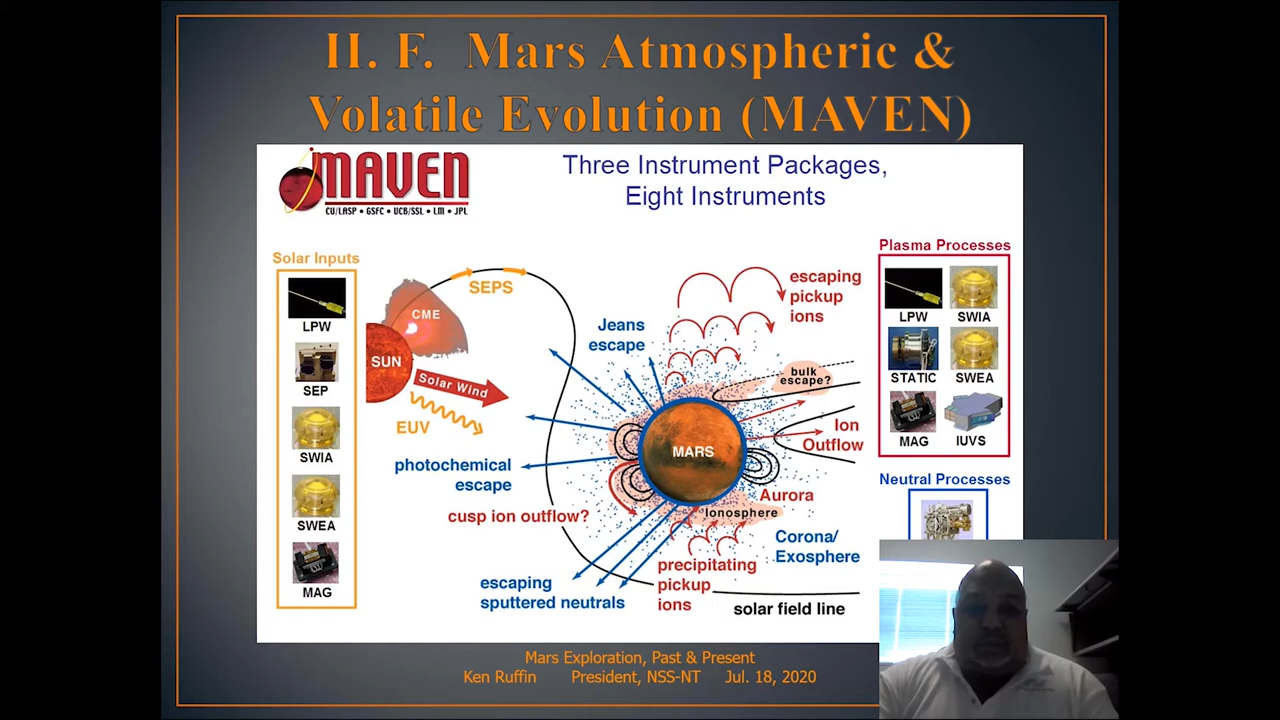 II. F. Mars Atmospheric &
Volatile Evolution (MAVEN)
MAVEN
CU/LASP • GSFC • UCB/SSL • LM • JPL
Three Instrument Packages,
Eight Instruments
Solar Inputs
LPW
SEP
SWIA
SWEA
MAG
SEPS
CME
SUN
Solar Wind
EUV
Jeans
escape
photochemical
escape
cusp ion outflow?
escaping
sputtered neutrals
escaping
pickup
ions
bulk
escape?
MARS
Ion
Outflow
Aurora
Ionosphere
Corona/
Exosphere
precipitating
pickup
ions
solar field line
Plasma Processes
LPW
SWIA
STATIC
SWEA
MAG
IUVS
Neutral Processes
Mars Exploration, Past & Present
Ken Ruffin President, NSS-NT Jul. 18, 2020